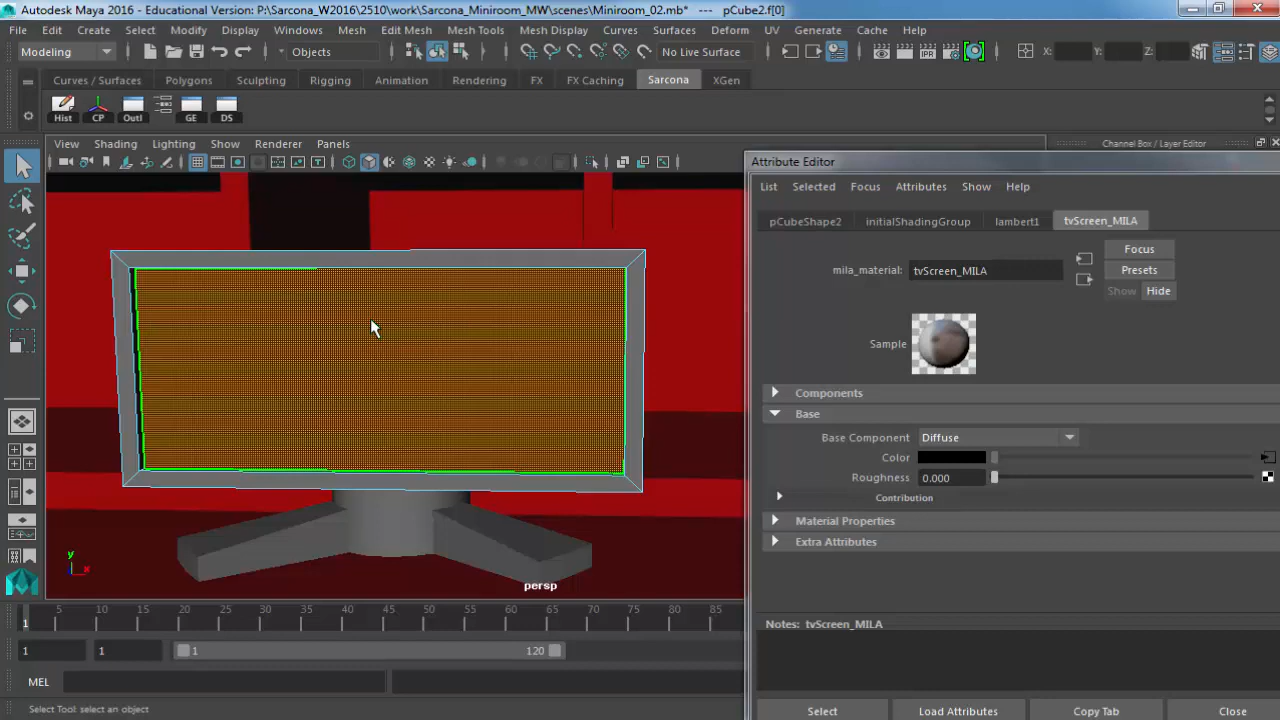 Autodesk Maya 2016 - Educational Version: P:\Sarcona_W2016\2510\work\Sarcona_Miniroom_MW\scenes\Miniroom_02.mb* --- pCube2.f[0]
File Edit Create Select Modify Display Windows Mesh Edit Mesh Mesh Tools Mesh Display Curves Surfaces Deform UV Generate Cache Help
Modeling Objects No Live Surface X: Y: Z:
Curves / Surfaces Polygons Sculpting Rigging Animation Rendering FX FX Caching Sarcona XGen
Hist CP Outl GE DS
View Shading Lighting Show Renderer Panels Channel Box / Layer Editor
Attribute Editor
List Selected Focus Attributes Show Help
pCubeShape2 initialShadingGroup lambert1 tvScreen_MILA
Focus
mila_material: tvScreen_MILA Presets
Show Hide
Sample
Components
Base
Base Component Diffuse
Color
Roughness 0.000
Contribution
Material Properties
Extra Attributes
y
x
persp
5 10 15 20 25 30 35 40 45 50 55 60 65 70 75 80 85
1
Notes: tvScreen_MILA
1 1 1 120
MEL
Select Tool: select an object
Select Load Attributes Copy Tab Close